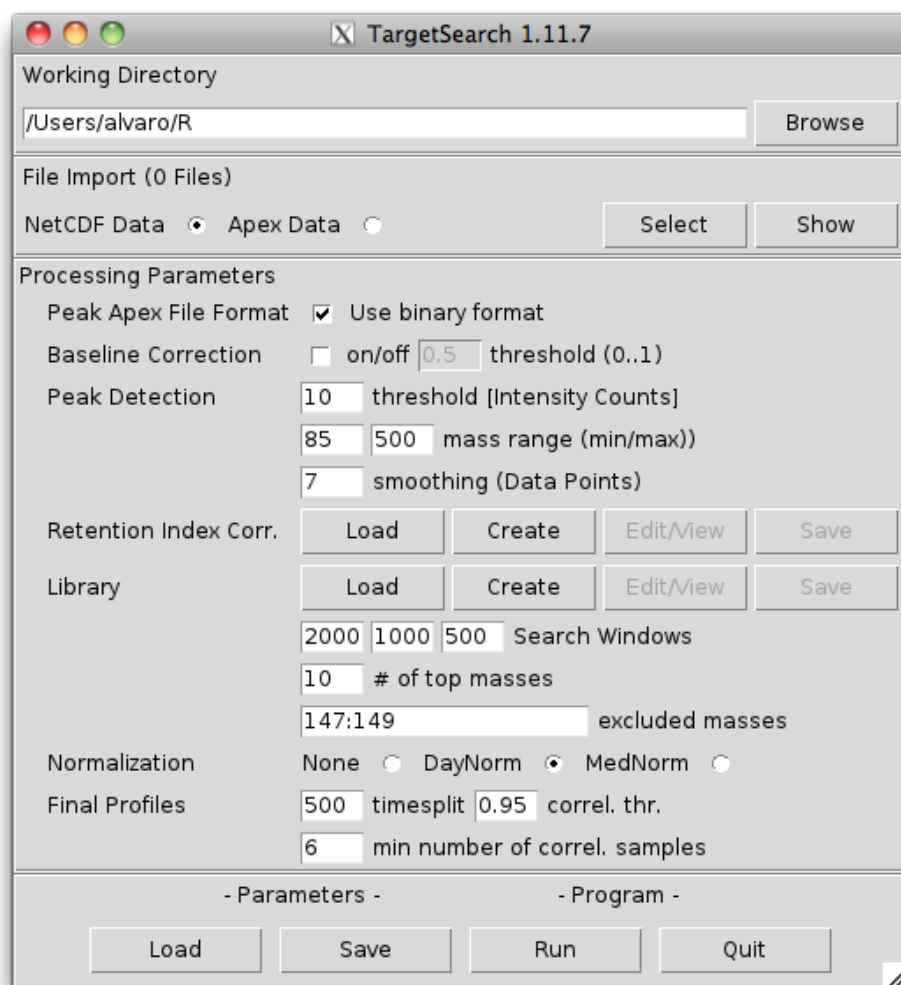 X TargetSearch 1.11.7
Working Directory
/Users/alvaro/R Browse
File Import (0 Files)
NetCDF Data Apex Data Select Show
Processing Parameters
Peak Apex File Format Use binary format
Baseline Correction on/off 0.5 threshold (0..1)
Peak Detection 10 threshold [Intensity Counts]
85 500 mass range (min/max))
7 smoothing (Data Points)
Retention Index Corr. Load Create Edit/View Save
Library Load Create Edit/View Save
2000 1000 500 Search Windows
10 # of top masses
147:149 excluded masses
Normalization None DayNorm MedNorm
Final Profiles 500 timesplit 0.95 correl. thr.
6 min number of correl. samples
- Parameters - - Program -
Load Save Run Quit